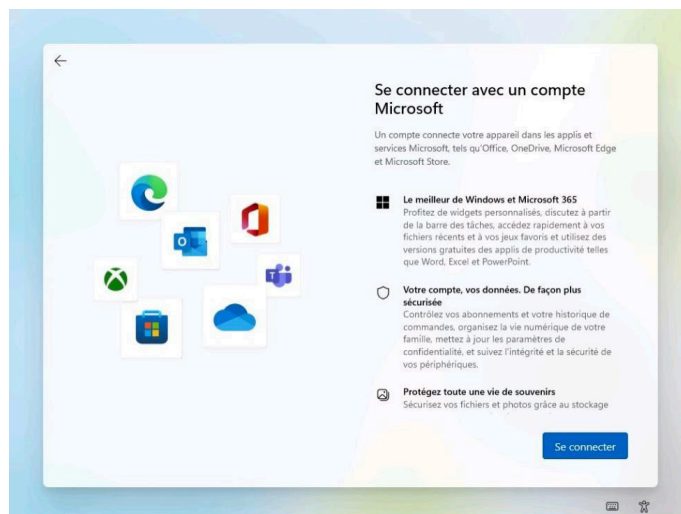 Se connecter avec un compte
Microsoft
Un compte connecte votre appareil dans les applis et
services Microsoft, tels qu'Office, OneDrive, Microsoft Edge
et Microsoft Store.
Le meilleur de Windows et Microsoft 365
Profitez de widgets personnalisés, discutez à partir
de la barre des tâches, accédez rapidement à vos
fichiers récents et à vos jeux favoris et utilisez des
versions gratuites des applis de productivité telles
que Word, Excel et PowerPoint.
Votre compte, vos données. De façon plus
sécurisée
Contrôlez vos abonnements et votre historique de
commandes, organisez la vie numérique de votre
famille, mettez à jour les paramètres de
confidentialité, et suivez l'intégrité et la sécurité de
vos périphériques.
Protégez toute une vie de souvenirs
Sécurisez vos fichiers et photos grâce au stockage
Se connecter